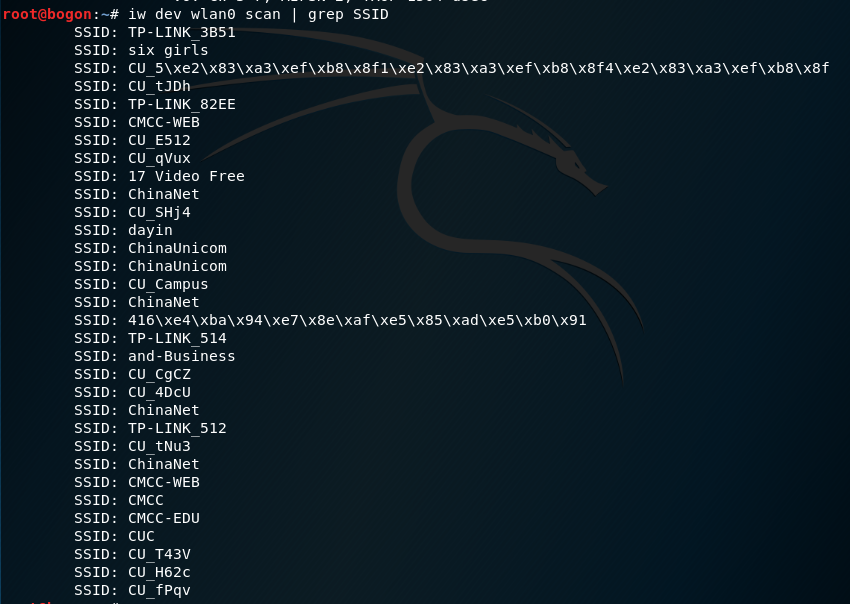 root@bogon:~# iw dev wlan0 scan | grep SSID
SSID: TP-LINK_3B51
SSID: six girls
SSID: CU_5\xe2\x83\xa3\xef\xb8\x8f1\xe2\x83\xa3\xef\xb8\x8f4\xe2\x83\xa3\xef\xb8\x8f
SSID: CU_tJDh
SSID: TP-LINK_82EE
SSID: CMCC-WEB
SSID: CU_E512
SSID: CU_qVux
SSID: 17 Video Free
SSID: ChinaNet
SSID: CU_SHj4
SSID: dayin
SSID: ChinaUnicom
SSID: ChinaUnicom
SSID: CU_Campus
SSID: ChinaNet
SSID: 416\xe4\xba\x94\xe7\x8e\xaf\xe5\x85\xad\xe5\xb0\x91
SSID: TP-LINK_514
SSID: and-Business
SSID: CU_CgCZ
SSID: CU_4DcU
SSID: ChinaNet
SSID: TP-LINK_512
SSID: CU_tNu3
SSID: ChinaNet
SSID: CMCC-WEB
SSID: CMCC
SSID: CMCC-EDU
SSID: CUC
SSID: CU_T43V
SSID: CU_H62c
SSID: CU_fPqv